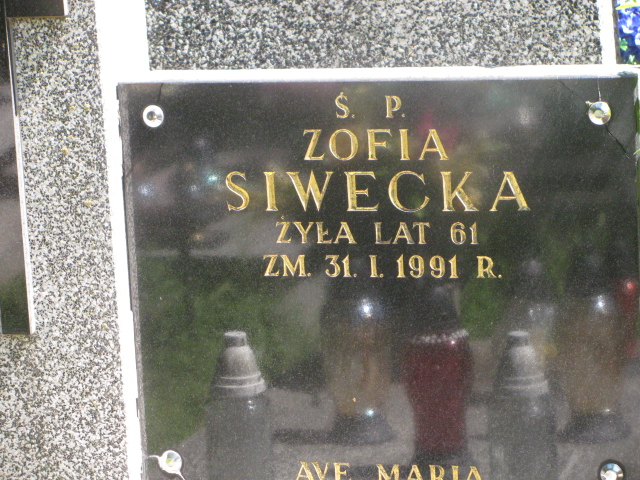 Ś. P.
ZOFIA
SIWECKA
ŻYŁA LAT 61
ZM. 31. I. 1991 R.
AVE MARIA